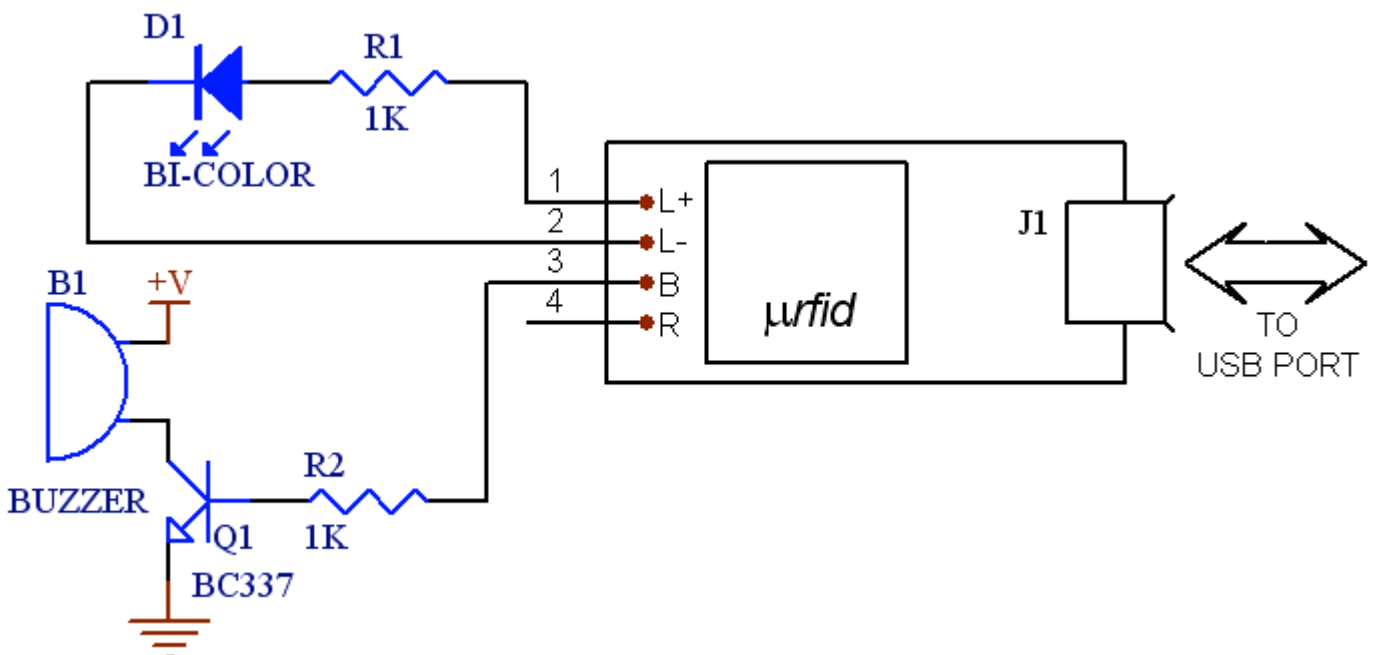 D1
R1
1K
BI-COLOR
1
L+
2
L-
3
B
4
R
µrfid
J1
TO
USB PORT
B1
+V
BUZZER
R2
1K
Q1
BC337